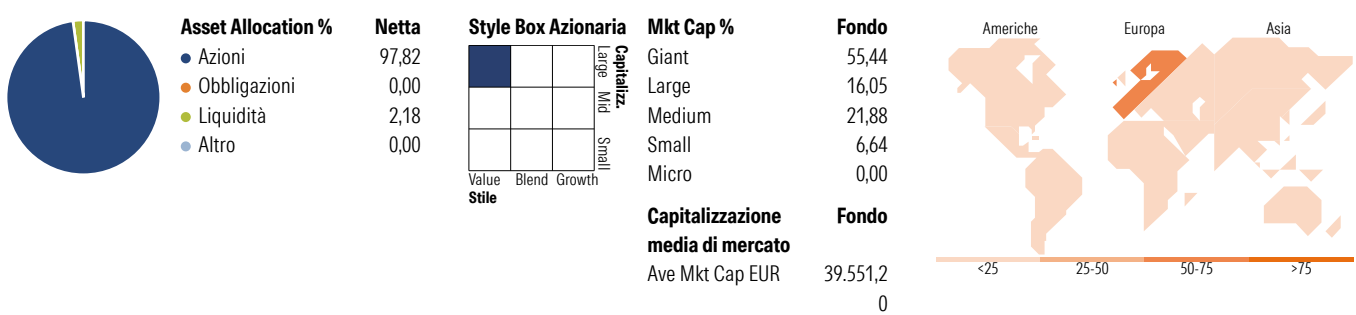 Asset Allocation % Netta
Azioni 97,82
Obbligazioni 0,00
Liquidità 2,18
Altro 0,00
Style Box Azionaria
Capitalizz.
Large Mid Small
Value Blend Growth
Stile
Mkt Cap % Fondo
Giant 55,44
Large 16,05
Medium 21,88
Small 6,64
Micro 0,00
Capitalizzazione Fondo
media di mercato
Ave Mkt Cap EUR 39.551,2
0
Americhe Europa Asia
<25 25-50 50-75 >75